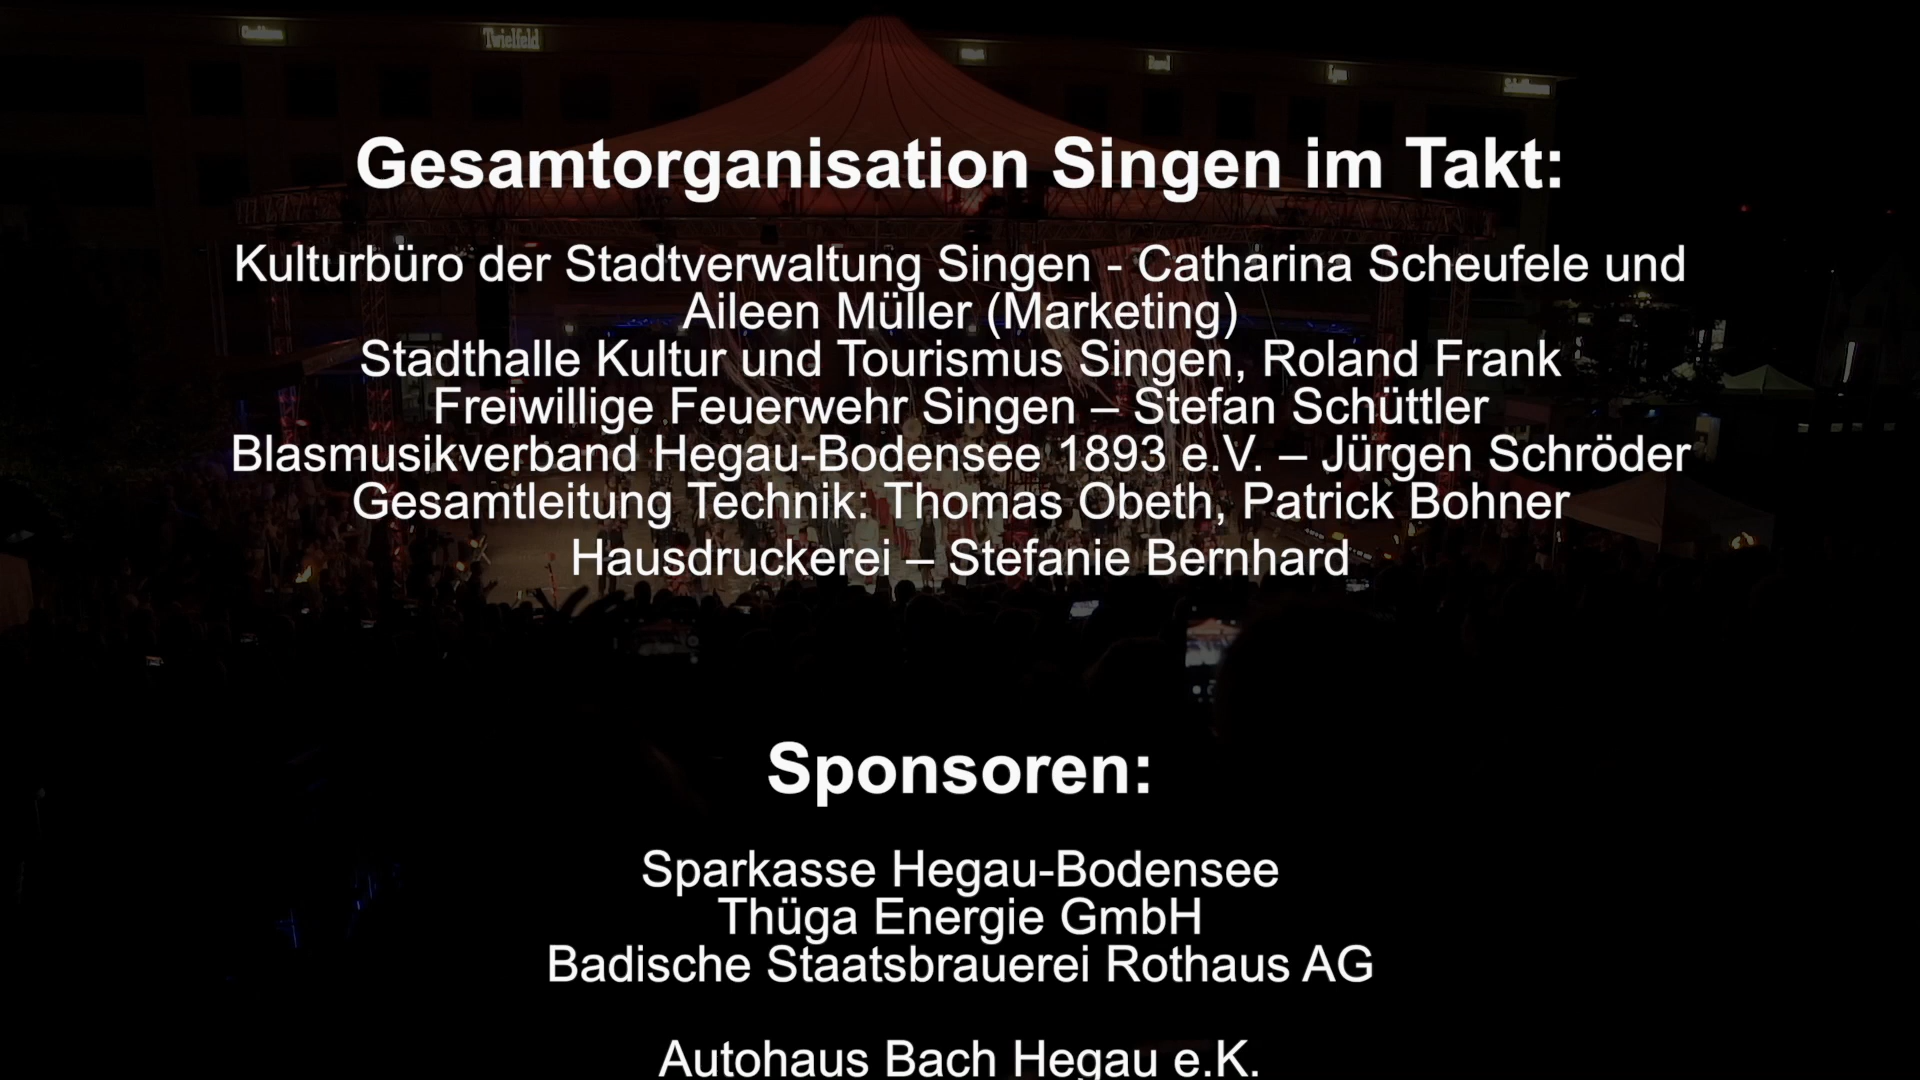 Twielfeld
Gesamtorganisation Singen im Takt:
Kulturbüro der Stadtverwaltung Singen - Catharina Scheufele und
Aileen Müller (Marketing)
Stadthalle Kultur und Tourismus Singen, Roland Frank
Freiwillige Feuerwehr Singen – Stefan Schüttler
Blasmusikverband Hegau-Bodensee 1893 e.V. – Jürgen Schröder
Gesamtleitung Technik: Thomas Obeth, Patrick Bohner
Hausdruckerei – Stefanie Bernhard
Sponsoren:
Sparkasse Hegau-Bodensee
Thüga Energie GmbH
Badische Staatsbrauerei Rothaus AG
Autohaus Bach Hegau e.K.